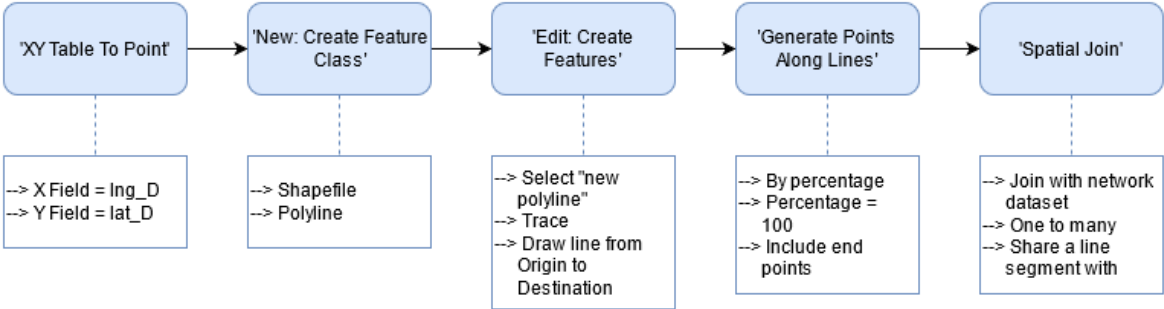 'XY Table To Point'
'New: Create Feature
Class'
'Edit: Create
Features'
'Generate Points
Along Lines'
'Spatial Join'
--> X Field = lng_D
--> Y Field = lat_D
--> Shapefile
--> Polyline
--> Select "new
polyline"
--> Trace
--> Draw line from
Origin to
Destination
--> By percentage
--> Percentage =
100
--> Include end
points
--> Join with network
dataset
--> One to many
--> Share a line
segment with